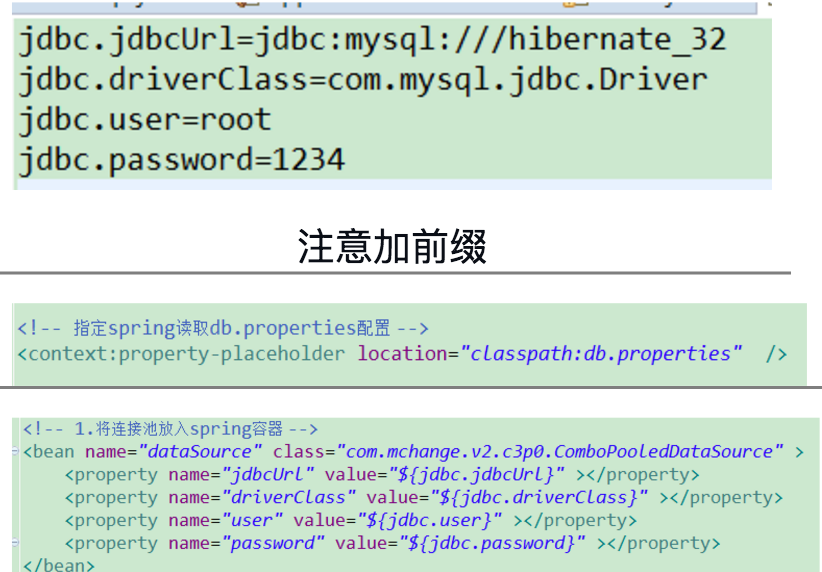 jdbc.jdbcUrl=jdbc:mysql:///hibernate_32
jdbc.driverClass=com.mysql.jdbc.Driver
jdbc.user=root
jdbc.password=1234
注意加前缀
<!-- 指定spring读取db.properties配置 -->
<context:property-placeholder location="classpath:db.properties"  />
<!-- 1.将连接池放入spring容器 -->
<bean name="dataSource" class="com.mchange.v2.c3p0.ComboPooledDataSource" >
<property name="jdbcUrl" value="${jdbc.jdbcUrl}" ></property>
<property name="driverClass" value="${jdbc.driverClass}" ></property>
<property name="user" value="${jdbc.user}" ></property>
<property name="password" value="${jdbc.password}" ></property>
</bean>